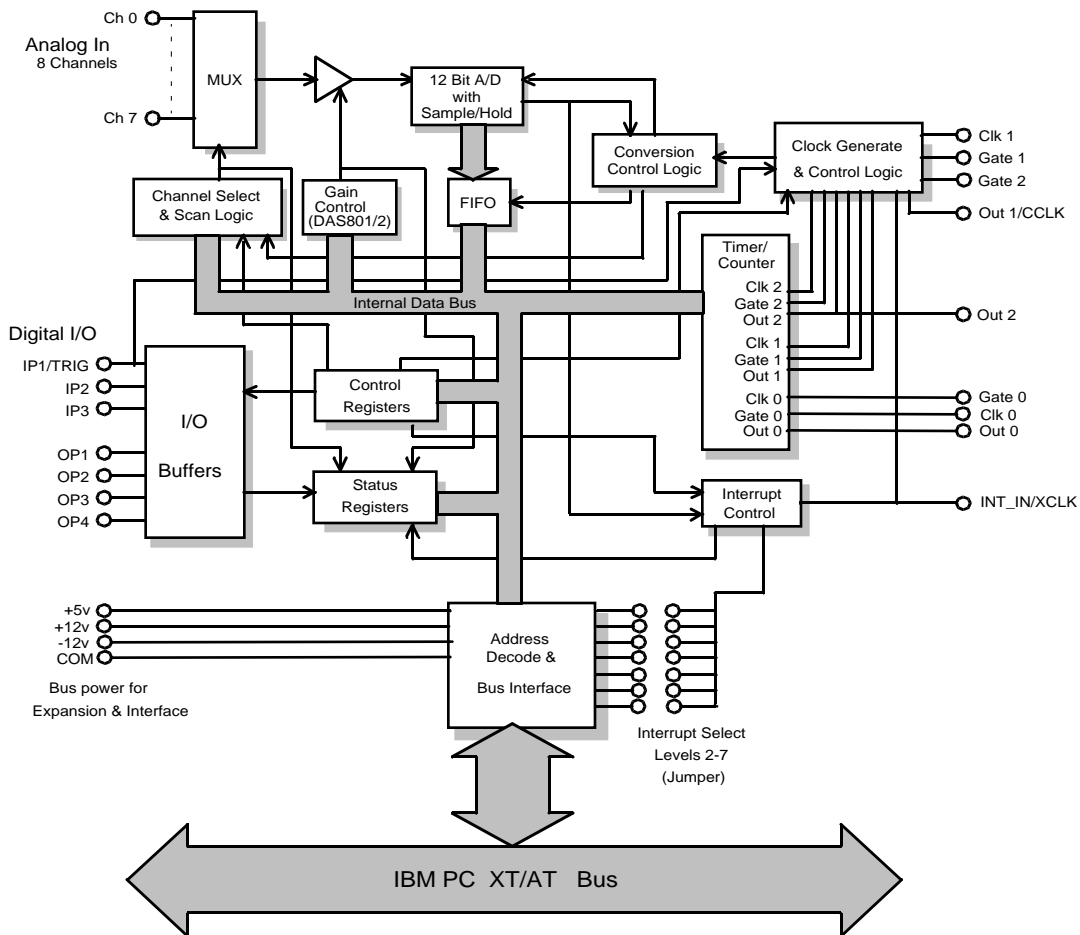 Ch 0
Analog In
8 Channels
Ch 7
MUX
12 Bit A/D
with
Sample/Hold
Conversion
Control Logic
Clock Generate
& Control Logic
Clk 1
Gate 1
Gate 2
Out 1/CCLK
Channel Select
& Scan Logic
Gain
Control
(DAS801/2)
FIFO
Internal Data Bus
Timer/
Counter
Clk 2
Gate 2
Out 2
Clk 1
Gate 1
Out 1
Clk 0
Gate 0
Out 0
Out 2
Gate 0
Clk 0
Out 0
Digital I/O
IP1/TRIG
IP2
IP3
OP1
OP2
OP3
OP4
I/O
Buffers
Control
Registers
Status
Registers
Interrupt
Control
INT_IN/XCLK
+5v
+12v
-12v
COM
Bus power for
Expansion & Interface
Address
Decode &
Bus Interface
Interrupt Select
Levels 2-7
(Jumper)
IBM PC XT/AT Bus